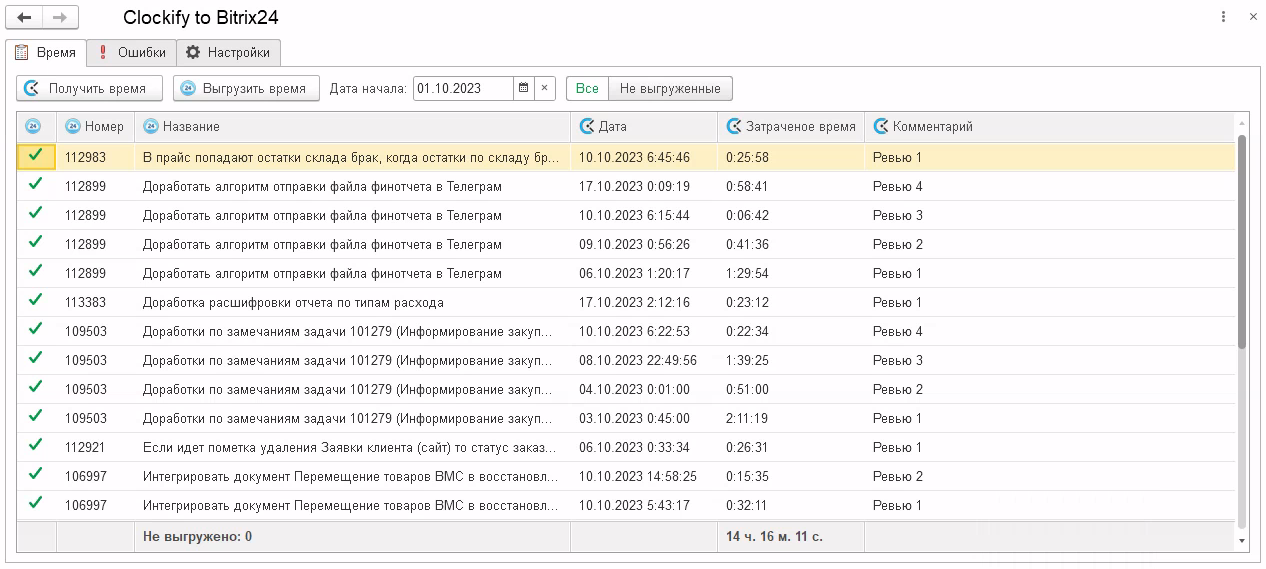 Clockify to Bitrix24
Время Ошибки Настройки
Получить время 24 Выгрузить время Дата начала: 01.10.2023 Все Не выгруженные
24 24 Номер 24 Название Дата Затраченое время Комментарий
112983 В прайс попадают остатки склада брак, когда остатки по складу бр... 10.10.2023 6:45:46 0:25:58 Ревью 1
112899 Доработать алгоритм отправки файла финотчета в Телеграм 17.10.2023 0:09:19 0:58:41 Ревью 4
112899 Доработать алгоритм отправки файла финотчета в Телеграм 10.10.2023 6:15:44 0:06:42 Ревью 3
112899 Доработать алгоритм отправки файла финотчета в Телеграм 09.10.2023 0:56:26 0:41:36 Ревью 2
112899 Доработать алгоритм отправки файла финотчета в Телеграм 06.10.2023 1:20:17 1:29:54 Ревью 1
113383 Доработка расшифровки отчета по типам расхода 17.10.2023 2:12:16 0:23:12 Ревью 1
109503 Доработки по замечаниям задачи 101279 (Информирование закуп... 10.10.2023 6:22:53 0:22:34 Ревью 4
109503 Доработки по замечаниям задачи 101279 (Информирование закуп... 08.10.2023 22:49:56 1:39:25 Ревью 3
109503 Доработки по замечаниям задачи 101279 (Информирование закуп... 04.10.2023 0:01:00 0:51:00 Ревью 2
109503 Доработки по замечаниям задачи 101279 (Информирование закуп... 03.10.2023 0:45:00 2:11:19 Ревью 1
112921 Если идет пометка удаления Заявки клиента (сайт) то статус заказ... 06.10.2023 0:33:34 0:26:31 Ревью 1
106997 Интегрировать документ Перемещение товаров ВМС в восстановл... 10.10.2023 14:58:25 0:15:35 Ревью 2
106997 Интегрировать документ Перемещение товаров ВМС в восстановл... 10.10.2023 5:43:17 0:32:11 Ревью 1
Не выгружено: 0 14 ч. 16 м. 11 с.